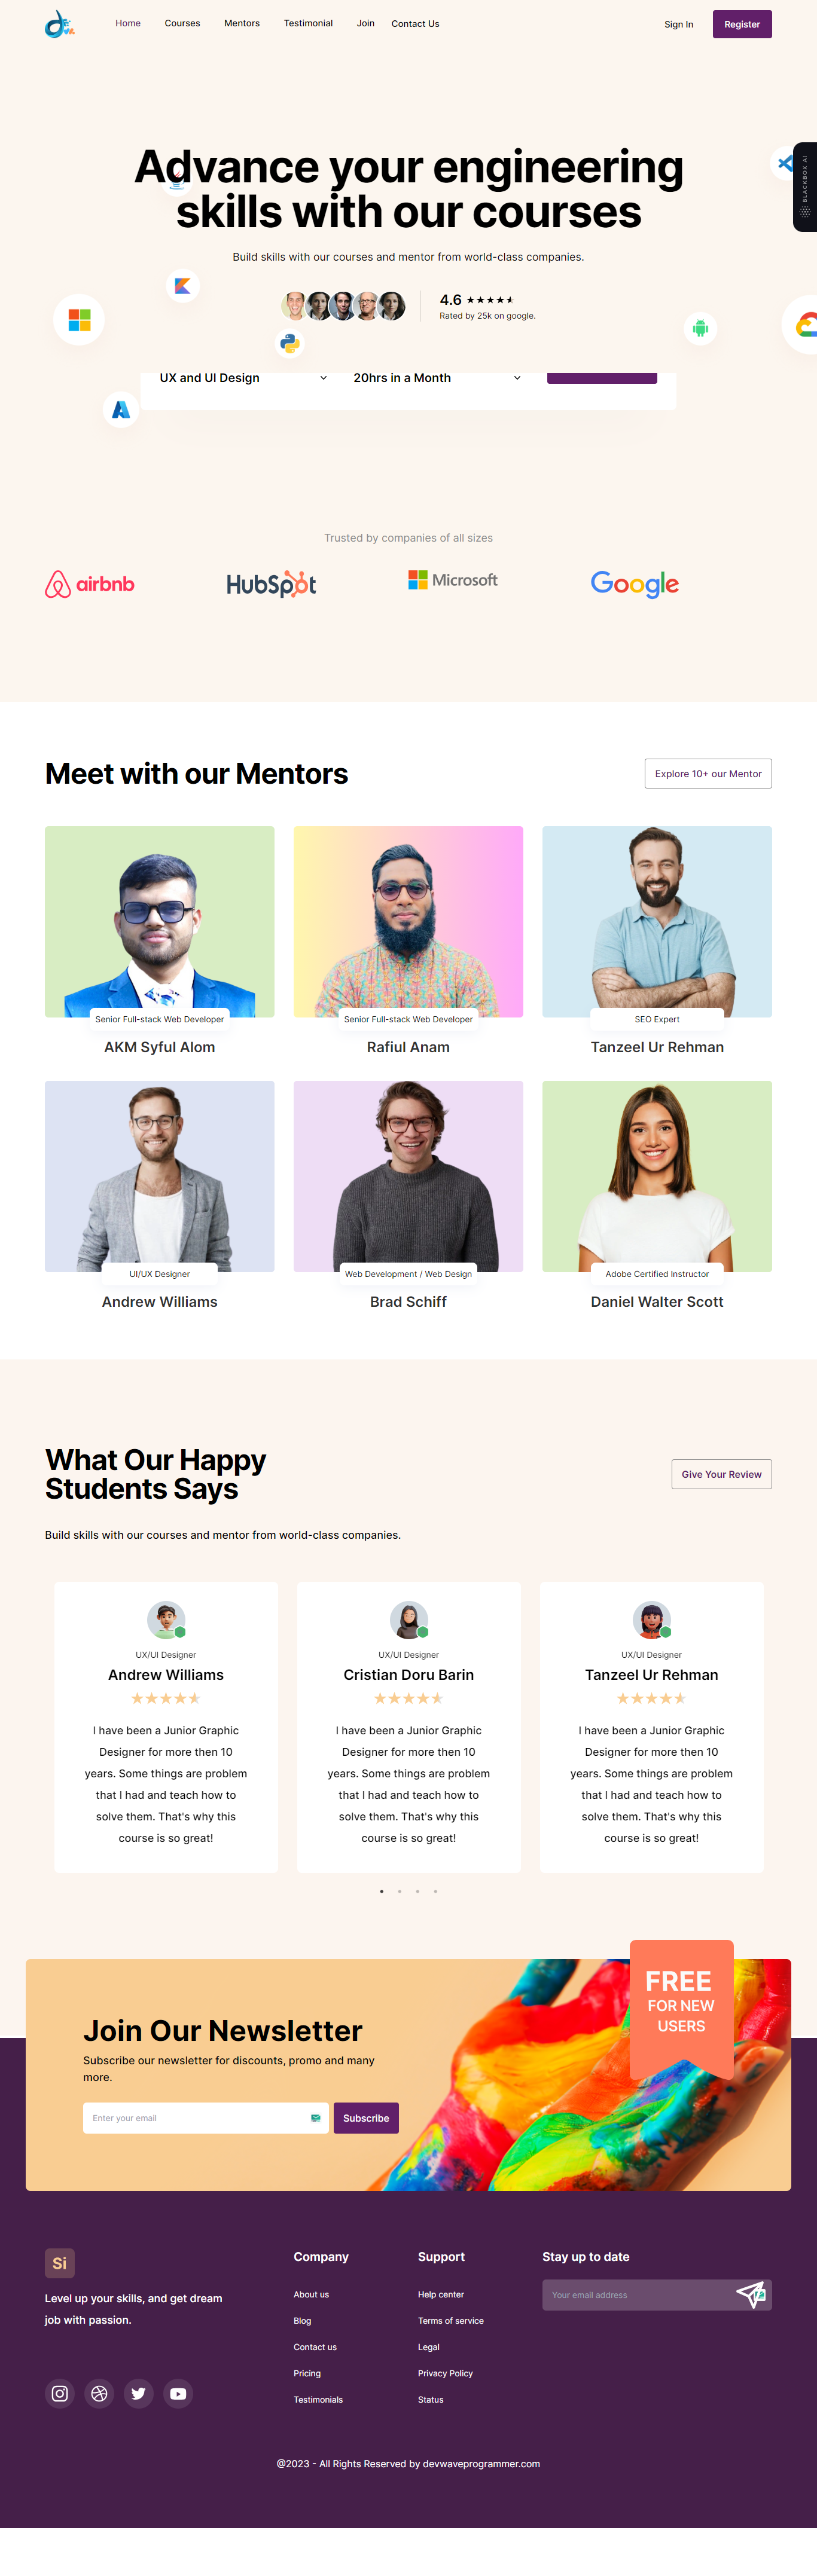 Home Courses Mentors Testimonial Join Contact Us Sign In Register
BLACKBOX AI
Advance your engineering
skills with our courses
Build skills with our courses and mentor from world-class companies.
4.6
Rated by 25k on google.
UX and UI Design
20hrs in a Month
Trusted by companies of all sizes
airbnb HubSpot Microsoft Google
Meet with our Mentors
Explore 10+ our Mentor
Senior Full-stack Web Developer
AKM Syful Alom
Senior Full-stack Web Developer
Rafiul Anam
SEO Expert
Tanzeel Ur Rehman
UI/UX Designer
Andrew Williams
Web Development / Web Design
Brad Schiff
Adobe Certified Instructor
Daniel Walter Scott
What Our Happy
Students Says
Give Your Review
Build skills with our courses and mentor from world-class companies.
UX/UI Designer
Andrew Williams
I have been a Junior Graphic
Designer for more then 10
years. Some things are problem
that I had and teach how to
solve them. That's why this
course is so great!
UX/UI Designer
Cristian Doru Barin
I have been a Junior Graphic
Designer for more then 10
years. Some things are problem
that I had and teach how to
solve them. That's why this
course is so great!
UX/UI Designer
Tanzeel Ur Rehman
I have been a Junior Graphic
Designer for more then 10
years. Some things are problem
that I had and teach how to
solve them. That's why this
course is so great!
FREE
FOR NEW
USERS
Join Our Newsletter
Subscribe our newsletter for discounts, promo and many
more.
Enter your email
Subscribe
Si
Level up your skills, and get dream
job with passion.
Company
About us
Blog
Contact us
Pricing
Testimonials
Support
Help center
Terms of service
Legal
Privacy Policy
Status
Stay up to date
Your email address
@2023 - All Rights Reserved by devwaveprogrammer.com